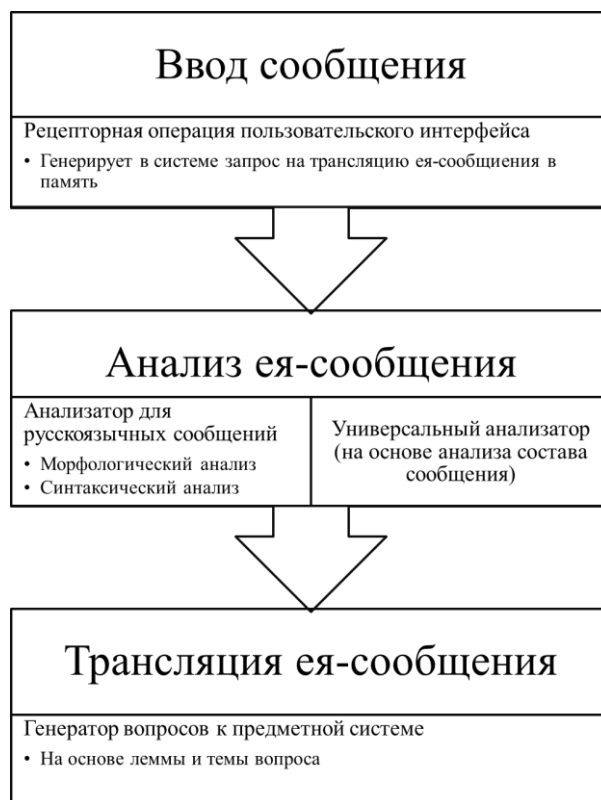 Ввод сообщения
Рецепторная операция пользовательского интерфейса
• Генерирует в системе запрос на трансляцию ея-сообщиения в
память
Анализ ея-сообщения
Анализатор для
русскоязычных сообщений
• Морфологический анализ
• Синтаксический анализ
Универсальный анализатор
(на основе анализа состава
сообщения)
Трансляция ея-сообщения
Генератор вопросов к предметной системе
• На основе леммы и темы вопроса